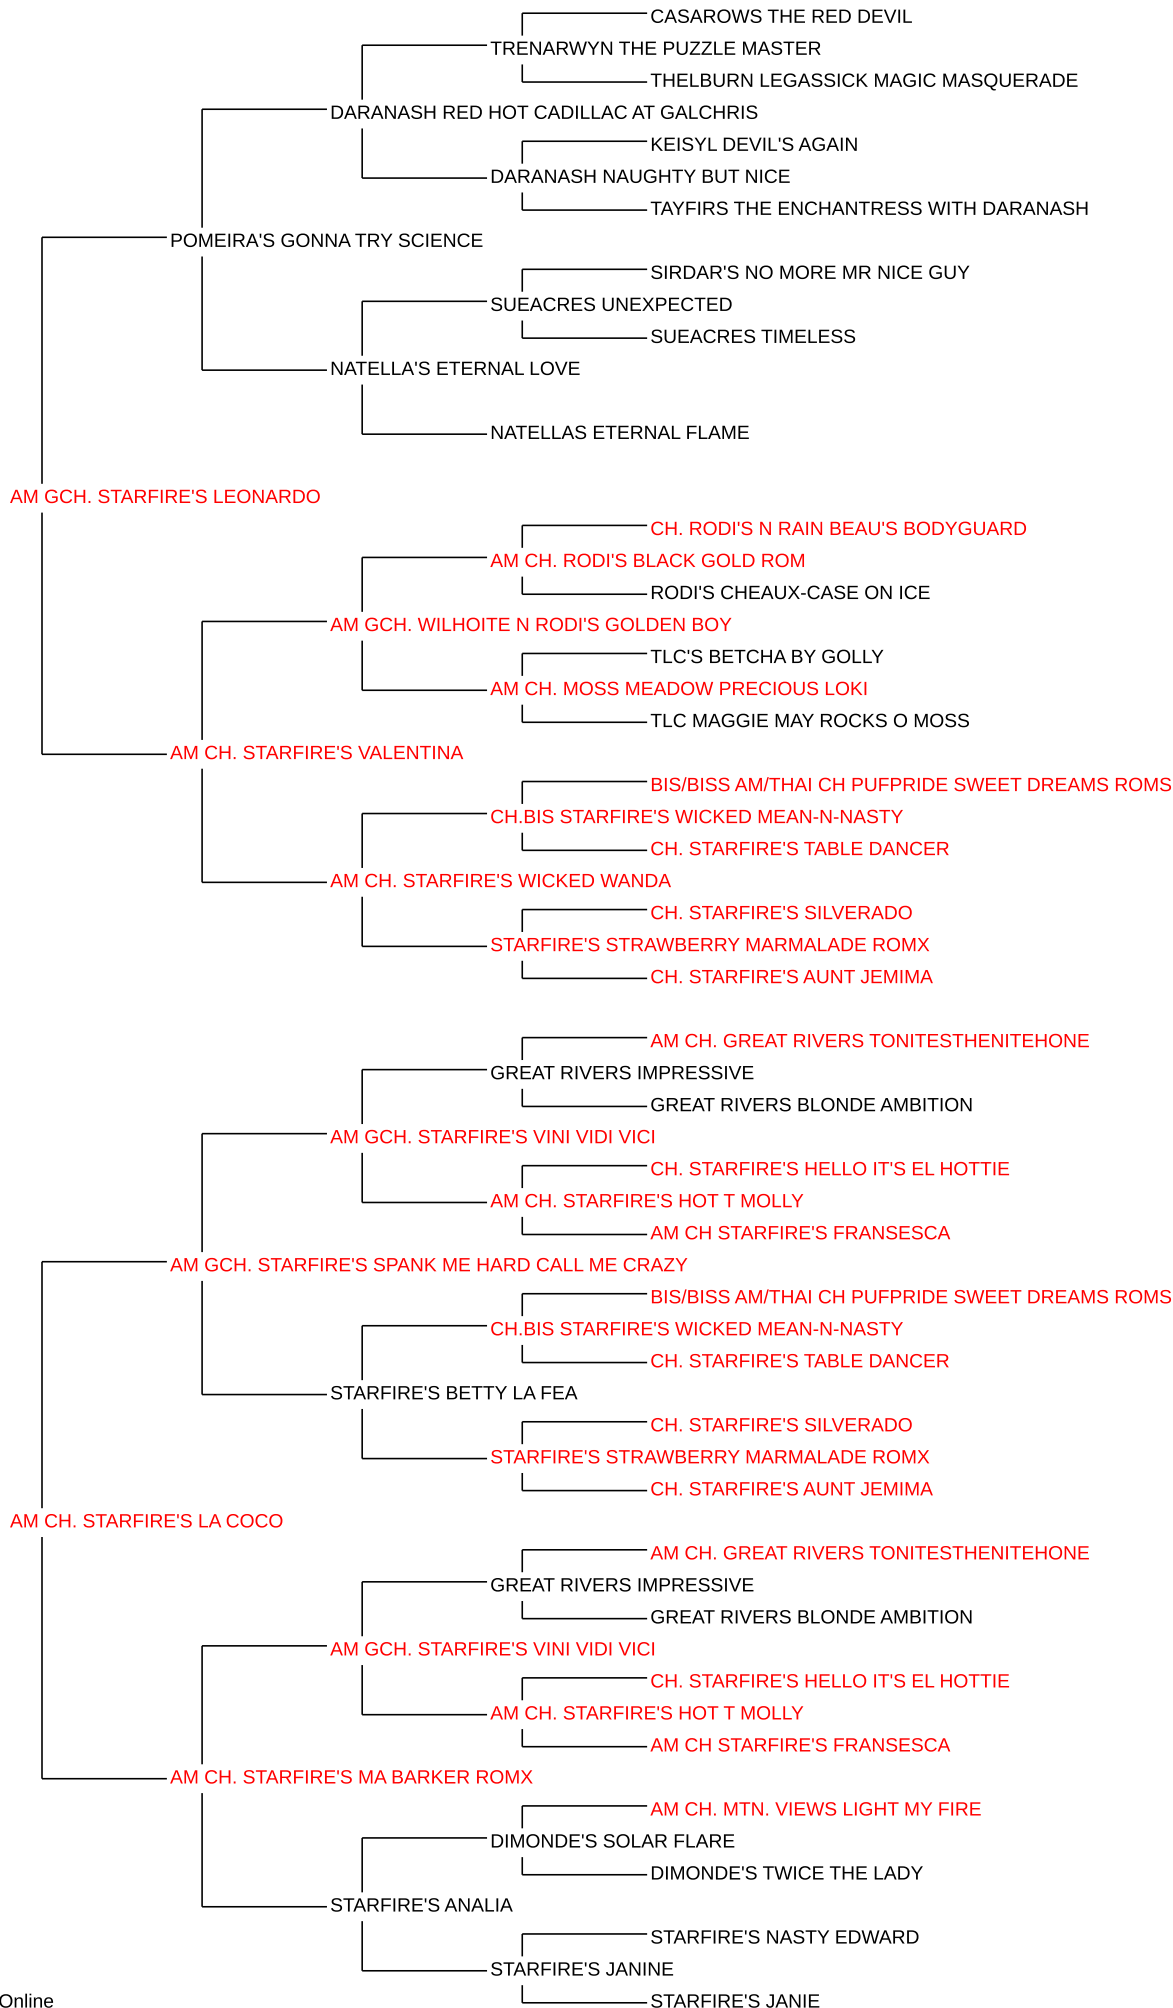 CASAROWS THE RED DEVIL
TRENARWYN THE PUZZLE MASTER
THELBURN LEGASSICK MAGIC MASQUERADE
DARANASH RED HOT CADILLAC AT GALCHRIS
KEISYL DEVIL'S AGAIN
DARANASH NAUGHTY BUT NICE
TAYFIRS THE ENCHANTRESS WITH DARANASH
POMEIRA'S GONNA TRY SCIENCE
SIRDAR'S NO MORE MR NICE GUY
SUEACRES UNEXPECTED
SUEACRES TIMELESS
NATELLA'S ETERNAL LOVE
NATELLAS ETERNAL FLAME
AM GCH. STARFIRE'S LEONARDO
CH. RODI'S N RAIN BEAU'S BODYGUARD
AM CH. RODI'S BLACK GOLD ROM
RODI'S CHEAUX-CASE ON ICE
AM GCH. WILHOITE N RODI'S GOLDEN BOY
TLC'S BETCHA BY GOLLY
AM CH. MOSS MEADOW PRECIOUS LOKI
TLC MAGGIE MAY ROCKS O MOSS
AM CH. STARFIRE'S VALENTINA
BIS/BISS AM/THAI CH PUFPRIDE SWEET DREAMS ROMS
CH.BIS STARFIRE'S WICKED MEAN-N-NASTY
CH. STARFIRE'S TABLE DANCER
AM CH. STARFIRE'S WICKED WANDA
CH. STARFIRE'S SILVERADO
STARFIRE'S STRAWBERRY MARMALADE ROMX
CH. STARFIRE'S AUNT JEMIMA
AM CH. GREAT RIVERS TONITESTHENITEHONE
GREAT RIVERS IMPRESSIVE
GREAT RIVERS BLONDE AMBITION
AM GCH. STARFIRE'S VINI VIDI VICI
CH. STARFIRE'S HELLO IT'S EL HOTTIE
AM CH. STARFIRE'S HOT T MOLLY
AM CH STARFIRE'S FRANSESCA
AM GCH. STARFIRE'S SPANK ME HARD CALL ME CRAZY
BIS/BISS AM/THAI CH PUFPRIDE SWEET DREAMS ROMS
CH.BIS STARFIRE'S WICKED MEAN-N-NASTY
CH. STARFIRE'S TABLE DANCER
STARFIRE'S BETTY LA FEA
CH. STARFIRE'S SILVERADO
STARFIRE'S STRAWBERRY MARMALADE ROMX
CH. STARFIRE'S AUNT JEMIMA
AM CH. STARFIRE'S LA COCO
AM CH. GREAT RIVERS TONITESTHENITEHONE
GREAT RIVERS IMPRESSIVE
GREAT RIVERS BLONDE AMBITION
AM GCH. STARFIRE'S VINI VIDI VICI
CH. STARFIRE'S HELLO IT'S EL HOTTIE
AM CH. STARFIRE'S HOT T MOLLY
AM CH STARFIRE'S FRANSESCA
AM CH. STARFIRE'S MA BARKER ROMX
AM CH. MTN. VIEWS LIGHT MY FIRE
DIMONDE'S SOLAR FLARE
DIMONDE'S TWICE THE LADY
STARFIRE'S ANALIA
STARFIRE'S NASTY EDWARD
STARFIRE'S JANINE
STARFIRE'S JANIE
Online